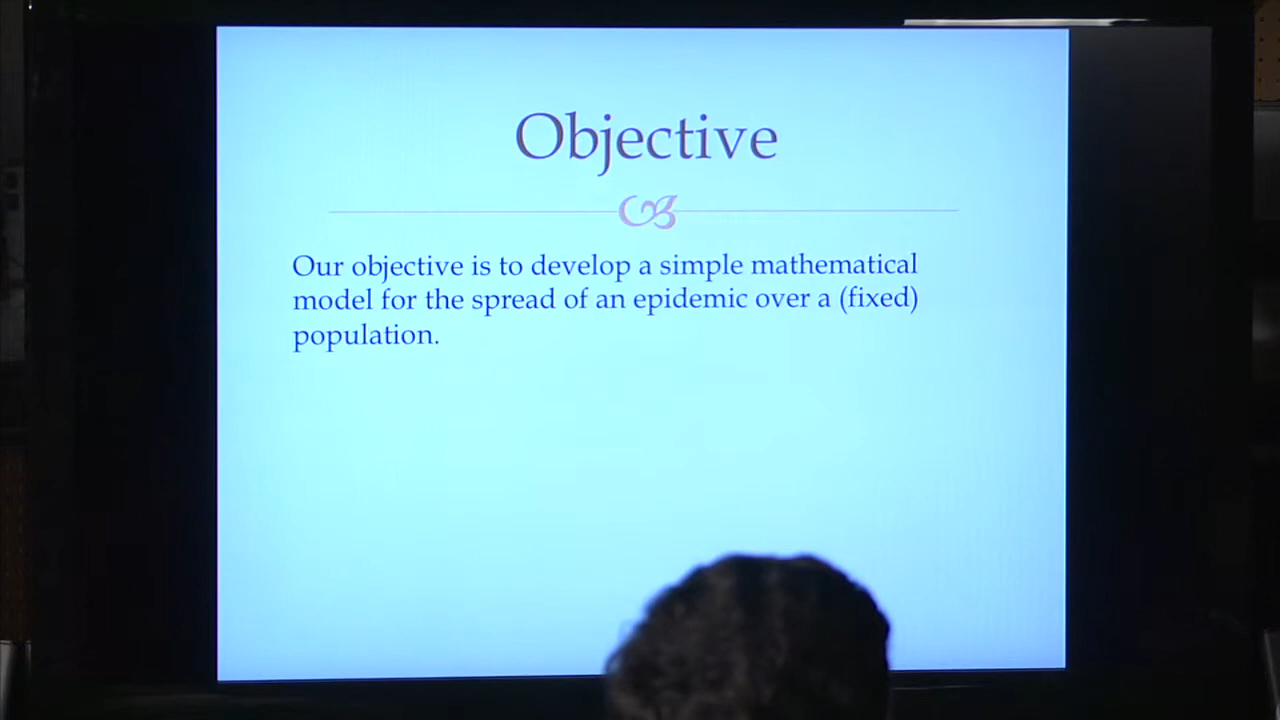 Objective
Our objective is to develop a simple mathematical
model for the spread of an epidemic over a (fixed)
population.